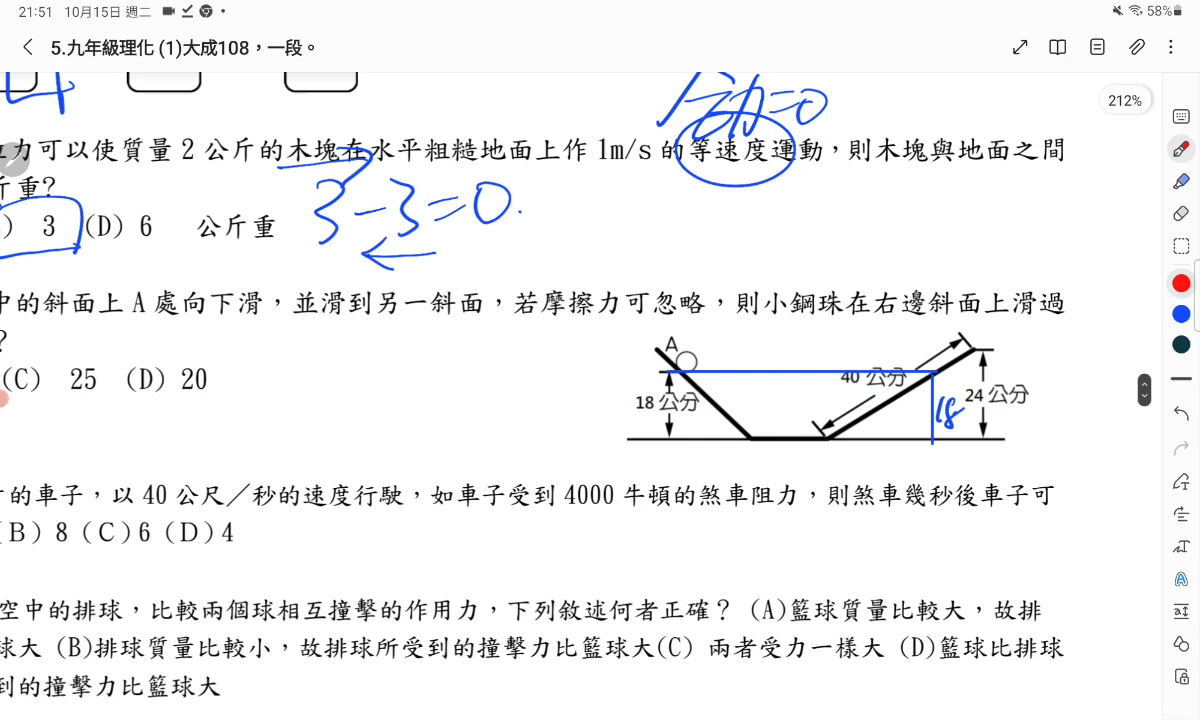 21:51 10月15日 週二 58%
5.九年級理化 (1)大成108，一段。
212%
4
合力=0
力可以使質量 2 公斤的木塊在水平粗糙地面上作 1m/s 的等速度運動，則木塊與地面之間
斤重?
) 3 (D) 6 公斤重
3-3=0.
中的斜面上 A 處向下滑，並滑到另一斜面，若摩擦力可忽略，則小鋼珠在右邊斜面上滑過
?
(C) 25 (D) 20
A
40 公分
18 公分
18
24 公分
的車子，以 40 公尺／秒的速度行駛，如車子受到 4000 牛頓的煞車阻力，則煞車幾秒後車子可
(B) 8 (C) 6 (D) 4
空中的排球，比較兩個球相互撞擊的作用力，下列敘述何者正確？ (A)籃球質量比較大，故排
球大 (B)排球質量比較小，故排球所受到的撞擊力比籃球大(C) 兩者受力一樣大 (D)籃球比排球
到的撞擊力比籃球大